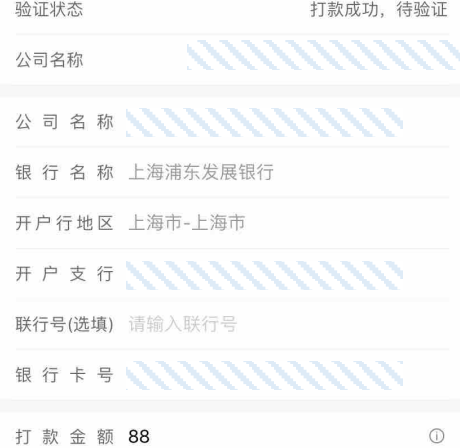 验证状态 打款成功，待验证
公司名称
公司名称
银行名称 上海浦东发展银行
开户行地区 上海市-上海市
开户支行
联行号(选填) 请输入联行号
银行卡号
打款金额 88